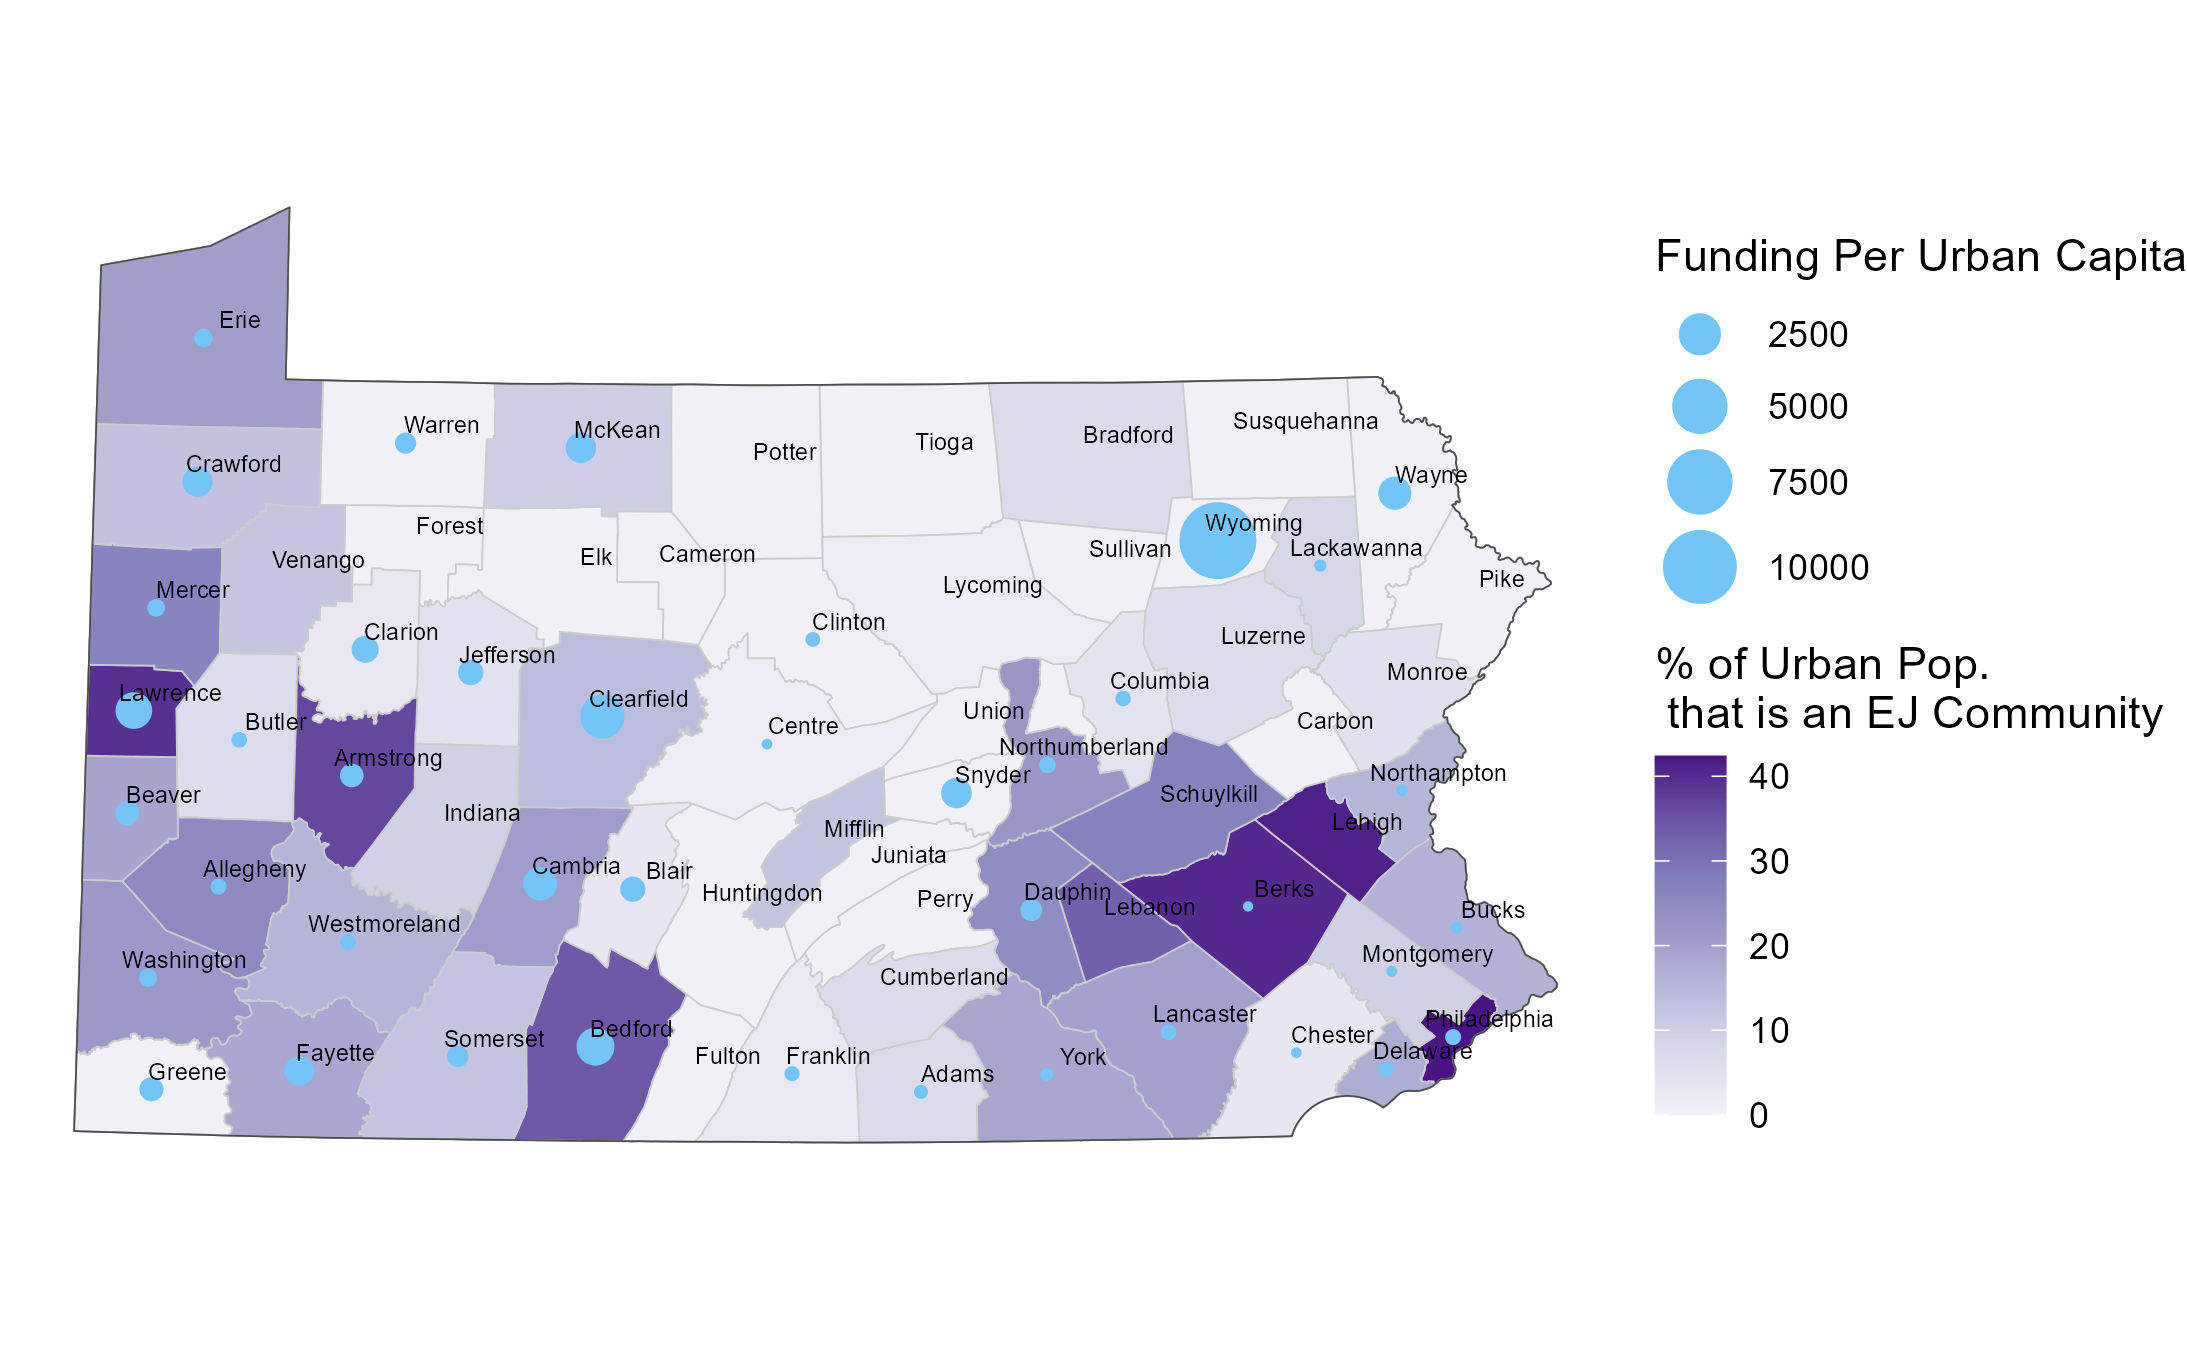 Erie
Warren
McKean
Potter
Tioga
Bradford
Susquehanna
Crawford
Wayne
Forest
Wyoming
Venango
Elk
Cameron
Sullivan
Lackawanna
Mercer
Lycoming
Pike
Clarion
Clinton
Jefferson
Luzerne
Lawrence
Clearfield
Columbia
Monroe
Butler
Centre
Union
Carbon
Armstrong
Northumberland
Beaver
Snyder
Northampton
Indiana
Schuylkill
Mifflin
Lehigh
Allegheny
Cambria
Blair
Juniata
Huntingdon
Perry
Dauphin
Lebanon
Berks
Westmoreland
Bucks
Washington
Cumberland
Montgomery
Somerset
Bedford
Lancaster
Philadelphia
Greene
Fayette
Fulton
Franklin
Adams
York
Chester
Delaware
Funding Per Urban Capita
2500
5000
7500
10000
% of Urban Pop.
that is an EJ Community
40
30
20
10
0